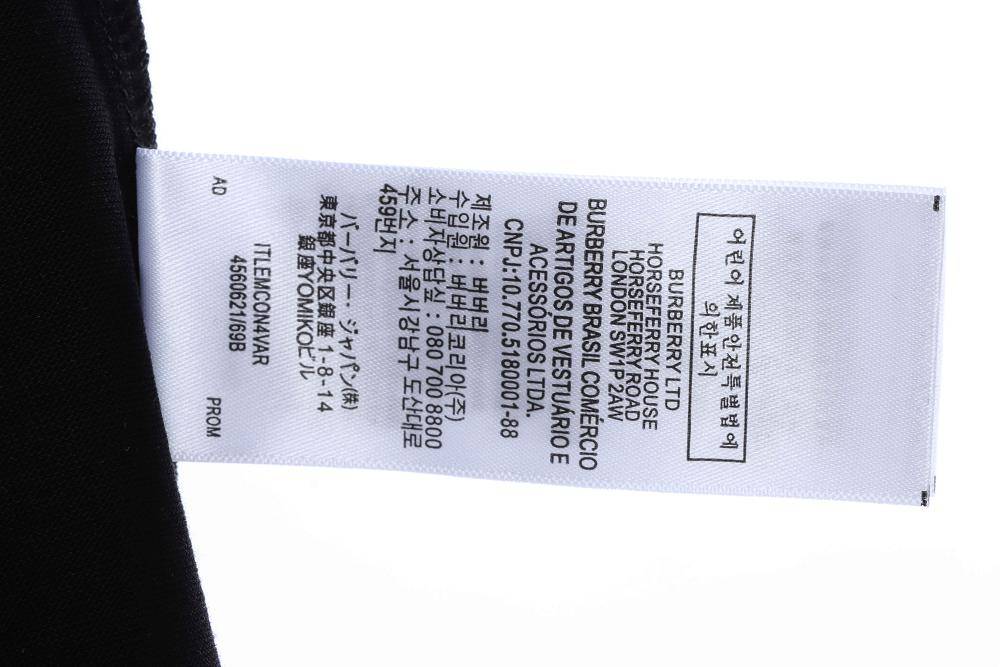 어린이 제품 안전 특별법에
의한 표시
BURBERRY LTD
HORSEFERRY HOUSE
HORSEFERRY ROAD
LONDON SW1P 2AW
BURBERRY BRASIL COMÉRCIO
DE ARTIGOS DE VESTUÁRIO E
ACESSÓRIOS LTDA.
CNPJ:10.770.5180001-88
제조원 : 버버리
수입원 : 버버리코리아(주)
소비자상담실 : 080 700 8800
주소 : 서울시 강남구 도산대로
459번지
バーバリー・ジャパン(株)
東京都中央区銀座 1-8-14
銀座YOMIKOビル
ITLEMCON4VAR
4560621/69B
AD PROM